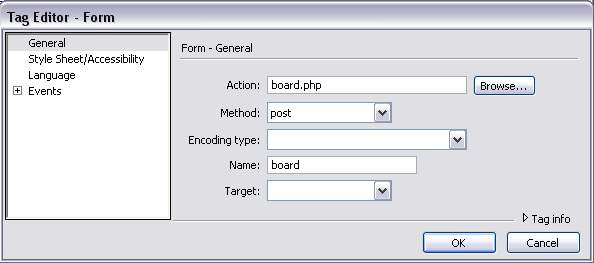 Tag Editor - Form
General
Style Sheet/Accessibility
Language
Events
Form - General
Action: board.php Browse...
Method: post
Encoding type:
Name: board
Target:
Tag info
OK Cancel